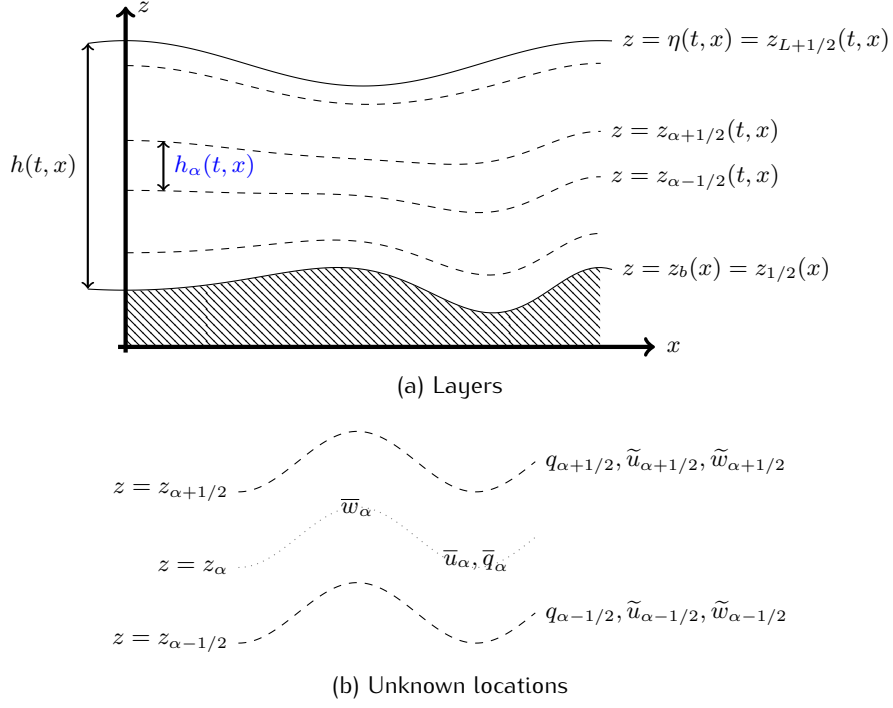 z
z = η(t, x) = z_{L+1/2}(t, x)
z = z_{α+1/2}(t, x)
h(t, x)
h_α(t, x)
z = z_{α−1/2}(t, x)
z = z_b(x) = z_{1/2}(x)
x
(a) Layers
q_{α+1/2}, ũ_{α+1/2}, w̃_{α+1/2}
z = z_{α+1/2}
w̅_α
z = z_α
u̅_α, q̅_α
q_{α−1/2}, ũ_{α−1/2}, w̃_{α−1/2}
z = z_{α−1/2}
(b) Unknown locations